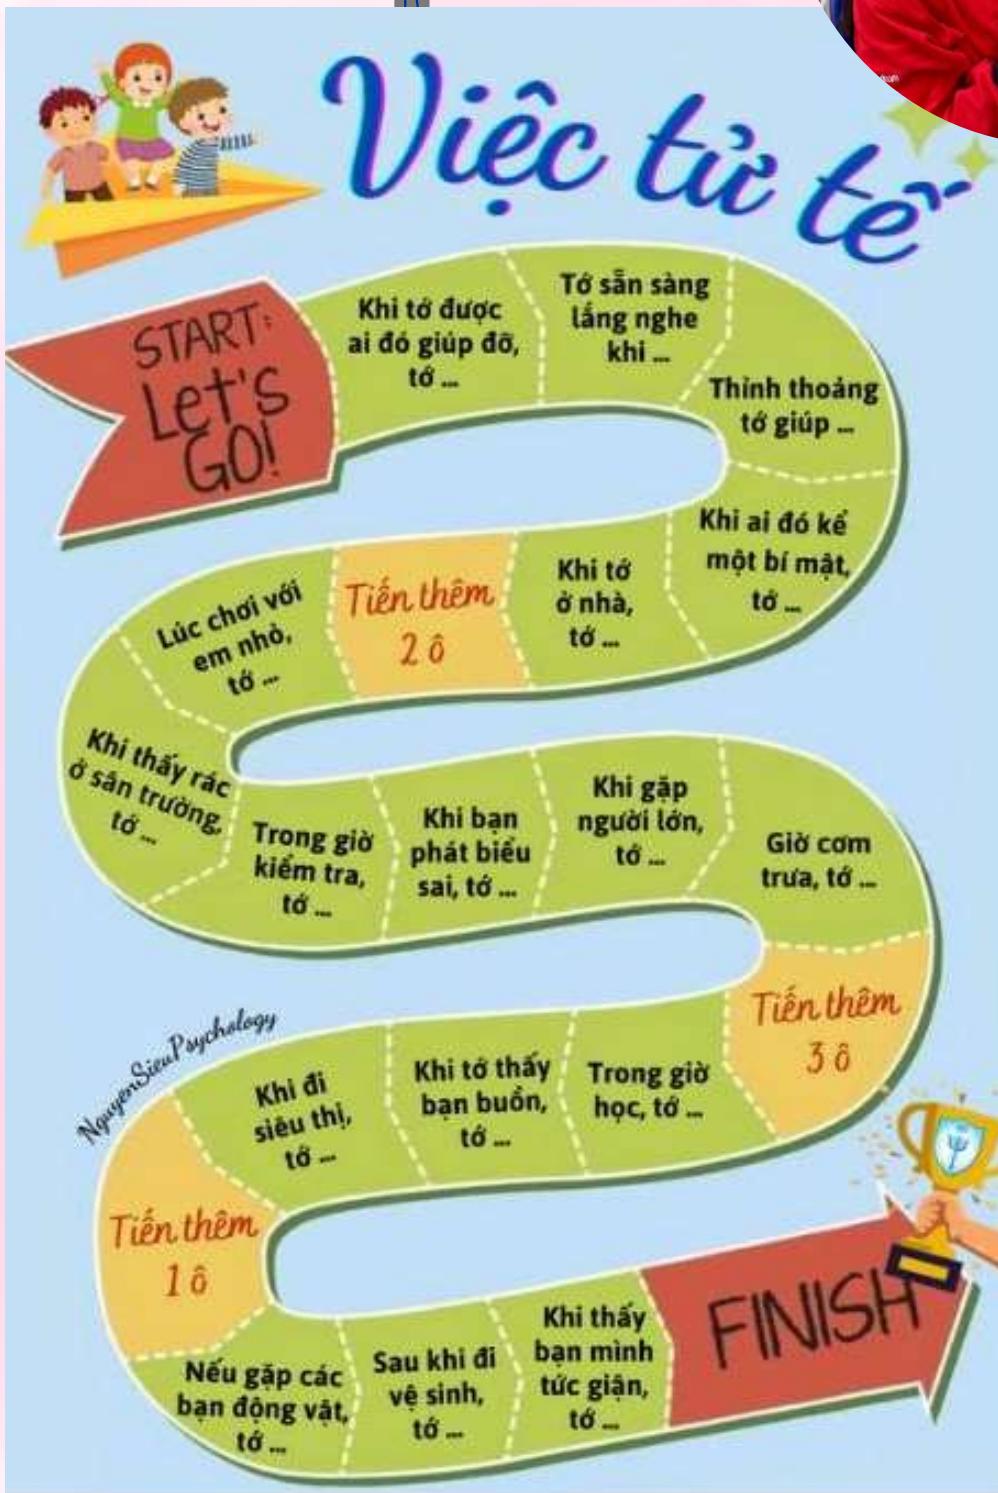 Việc tử tế
START:
Let's
GO!
Khi tớ được
ai đó giúp đỡ,
tớ ...
Tớ sẵn sàng
lắng nghe
khi ...
Thỉnh thoảng
tớ giúp ...
Khi ai đó kể
một bí mật,
tớ ...
Khi tớ
ở nhà,
tớ ...
Tiến thêm
2 ô
Lúc chơi với
em nhỏ,
tớ ...
Khi thấy rác
ở sân trường,
tớ ...
Trong giờ
kiểm tra,
tớ ...
Khi bạn
phát biểu
sai, tớ ...
Khi gặp
người lớn,
tớ ...
Giờ cơm
trưa, tớ ...
Tiến thêm
3 ô
Trong giờ
học, tớ ...
Khi tớ thấy
bạn buồn,
tớ ...
Khi đi
siêu thị,
tớ ...
NguyenSieuPsychology
Tiến thêm
1 ô
Nếu gặp các
bạn động vật,
tớ ...
Sau khi đi
vệ sinh,
tớ ...
Khi thấy
bạn mình
tức giận,
tớ ...
FINISH